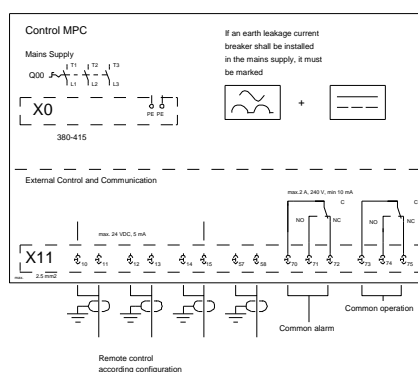 Control MPC
If an earth leakage current
breaker shall be installed
in the mains supply, it must
be marked
Mains Supply
T1 T2 T3
Q00
L1 L2 L3
X0
PE PE
+
380-415
External Control and Communication
max.2 A, 240 V, min 10 mA
C C
NO NC NO NC
max. 24 VDC, 5 mA
X11
10 11 12 13 14 15 57 58 70 71 72 73 74 75
max. 2.5 mm2
Common operation
Common alarm
Remote control
according configuration